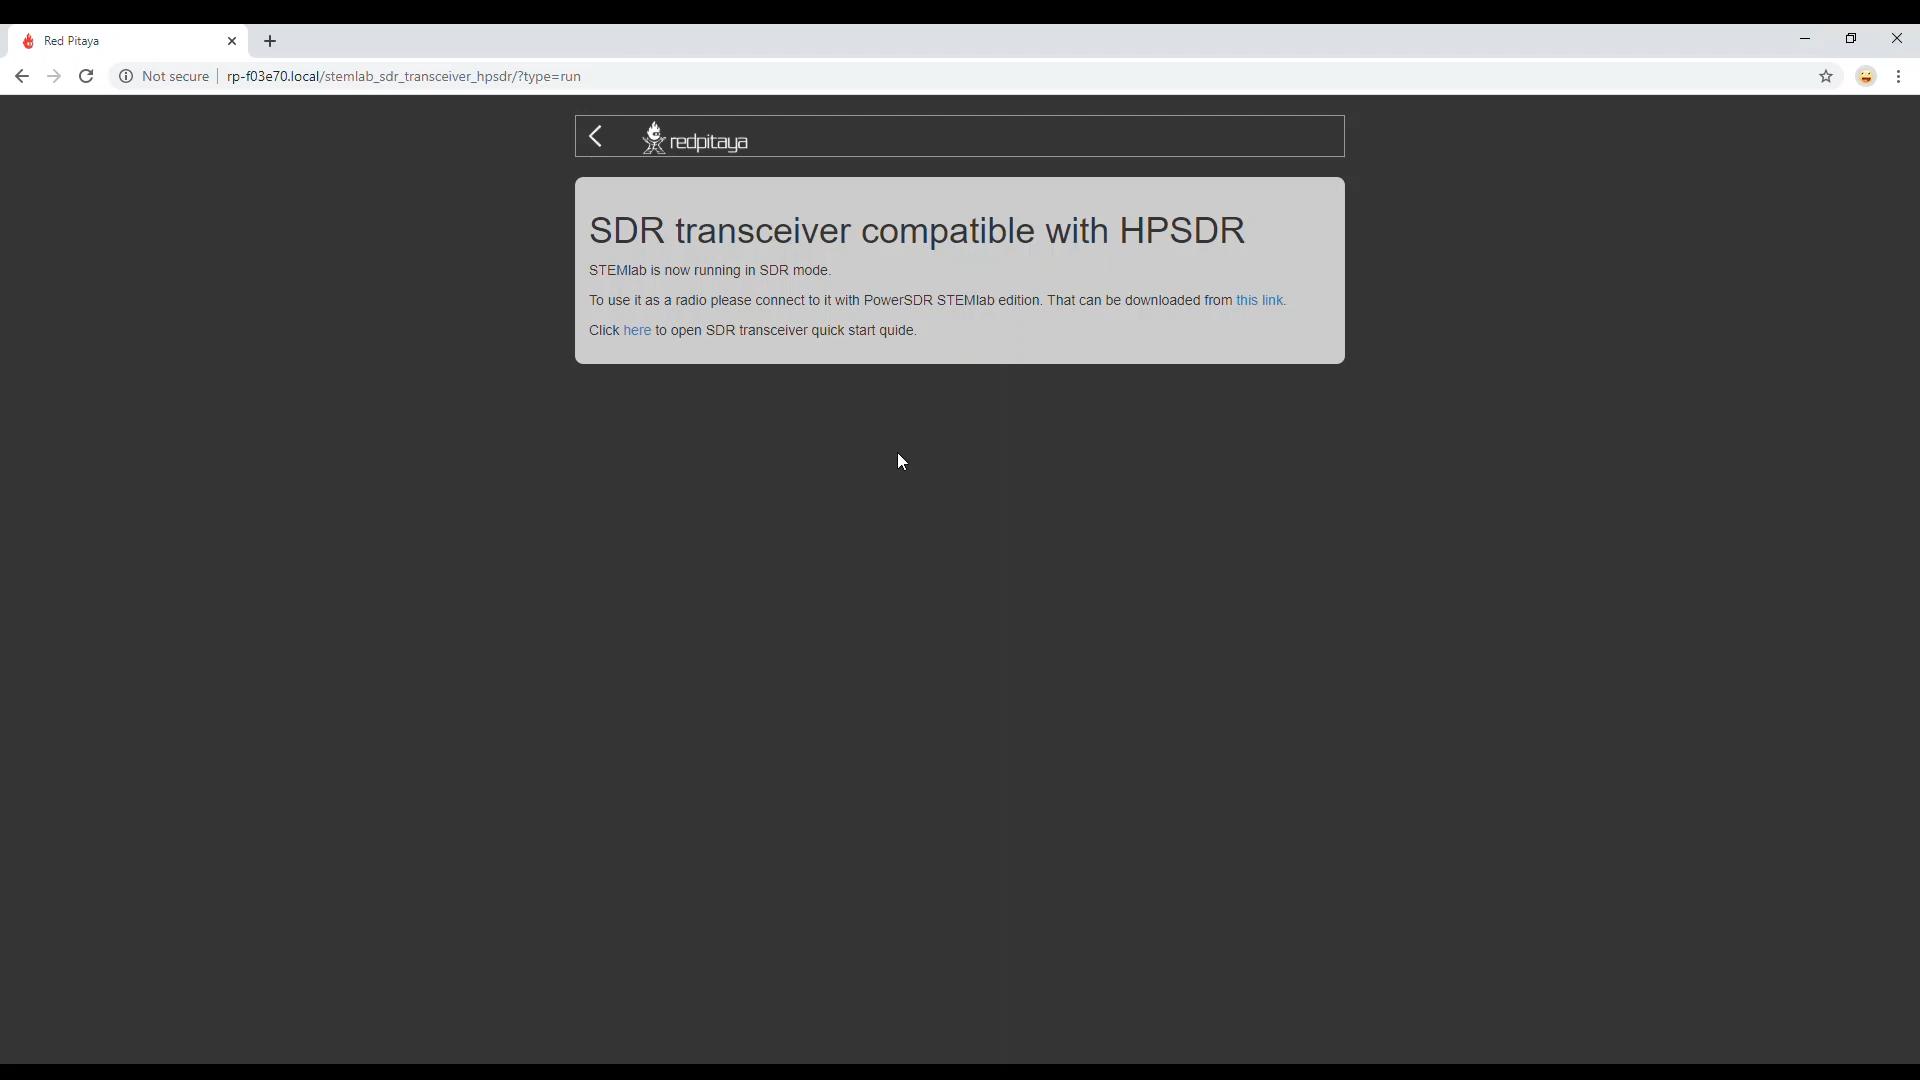 Red Pitaya
Not secure
rp-f03e70.local/stemlab_sdr_transceiver_hpsdr/?type=run
redpitaya
SDR transceiver compatible with HPSDR
STEMlab is now running in SDR mode.
To use it as a radio please connect to it with PowerSDR STEMlab edition. That can be downloaded from this link.
Click here to open SDR transceiver quick start quide.